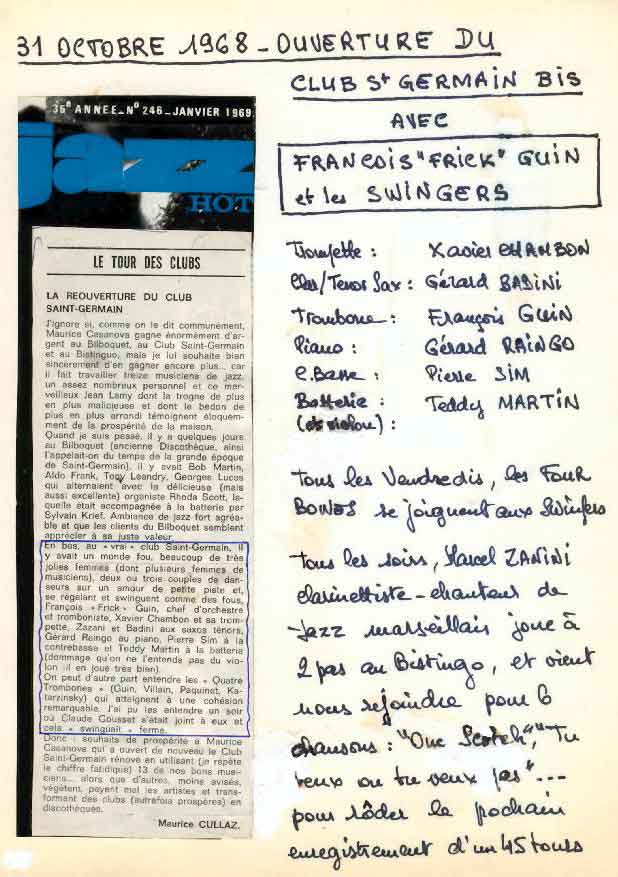 31 OCTOBRE 1968 - OUVERTURE DU
CLUB St GERMAIN BIS
AVEC
FRANCOIS "FRICK" GUIN
et les SWINGERS
35e ANNEE_N° 246_JANVIER 1969
jazz
HOT
LE TOUR DES CLUBS
LA REOUVERTURE DU CLUB
SAINT-GERMAIN
J'ignore si, comme on le dit communément,
Maurice Casanova gagne énormément d'ar-
gent au Bilboquet, au Club Saint-Germain
et au Bistinguo, mais je lui souhaite bien
sincèrement d'en gagner encore plus... car
il fait travailler treize musiciens de jazz,
un assez nombreux personnel et ce mer-
veilleux Jean Lamy dont la trogne de plus
en plus malicieuse et dont le bedon de
plus en plus arrondi témoignent éloquem-
ment de la prospérité de la maison.
Quand je suis passé, il y a quelques jours
au Bilboquet (ancienne Discothèque, ainsi
l'appelait-on du temps de la grande époque
de Saint-Germain), il y avait Bob Martin,
Aldo Frank, Tony Leandry, Georges Lucas
qui alternaient avec la délicieuse (mais
aussi excellente) organiste Rhoda Scott, la-
quelle était accompagnée à la batterie par
Sylvain Krief. Ambiance de jazz fort agréa-
ble et que les clients du Bilboquet semblent
apprécier à sa juste valeur.
En bas, au « vrai » club Saint-Germain, il
y avait un monde fou, beaucoup de très
jolies femmes (dont plusieurs femmes de
musiciens), deux ou trois couples de dan-
seurs sur un amour de petite piste et,
se régalant et swinguant comme des fous,
François « Frick » Guin, chef d'orchestre
et tromboniste, Xavier Chambon et sa trom-
pette, Zazani et Badini aux saxos ténors,
Gérard Raingo au piano, Pierre Sim à la
contrebasse et Teddy Martin à la batterie
(dommage qu'on ne l'entende pas du vio-
lon : il en joue très bien).
On peut d'autre part entendre les « Quatre
Trombones » (Guin, Villain, Paquinet, Ka-
tarzinsky) qui atteignent à une cohésion
remarquable. J'ai pu les entendre un soir
où Claude Gousset s'était joint à eux et
cela « swinguait » ferme.
Donc : souhaits de prospérité à Maurice
Casanova qui a ouvert de nouveau le Club
Saint-Germain rénové en utilisant (je répète
le chiffre fatidique) 13 de nos bons musi-
ciens... alors que d'autres, moins avisés,
végètent, payent mal les artistes et trans-
forment des clubs (autrefois prospères) en
discothèques.
Maurice CULLAZ.
Trompette : Xavier CHAMBON
Clar/Tenor Sax : Gérard BADINI
Trombone : François GUIN
Piano : Gérard RAINGO
C.Basse : Pierre SIM
Batterie : Teddy MARTIN
(et violon) :
Tous les Vendredis, les FOUR
BONES se joignent aux Swingers
Tous les soirs, Marcel ZANINI
clarinettiste - chanteur de
Jazz marseillais joue à
2 pas au Bistingo, et vient
nous rejoindre pour 6
chansons : "One Scotch", "Tu
veux ou tu veux pas" ...
pour rôder le prochain
enregistrement d'un 45 tours